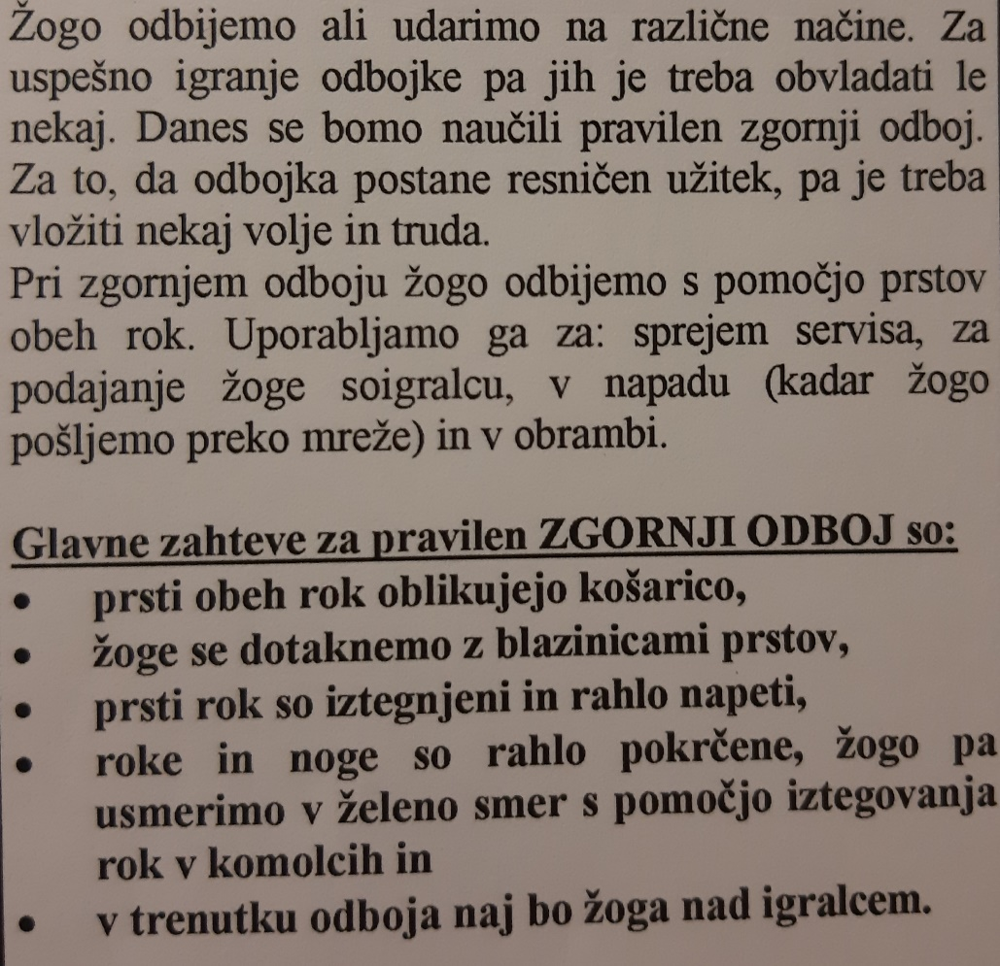 Žogo odbijemo ali udarimo na različne načine. Za
uspešno igranje odbojke pa jih je treba obvladati le
nekaj. Danes se bomo naučili pravilen zgornji odboj.
Za to, da odbojka postane resničen užitek, pa je treba
vložiti nekaj volje in truda.
Pri zgornjem odboju žogo odbijemo s pomočjo prstov
obeh rok. Uporabljamo ga za: sprejem servisa, za
podajanje žoge soigralcu, v napadu (kadar žogo
pošljemo preko mreže) in v obrambi.
Glavne zahteve za pravilen ZGORNJI ODBOJ so:
• prsti obeh rok oblikujejo košarico,
• žoge se dotaknemo z blazinicami prstov,
• prsti rok so iztegnjeni in rahlo napeti,
• roke in noge so rahlo pokrčene, žogo pa
usmerimo v želeno smer s pomočjo iztegovanja
rok v komolcih in
• v trenutku odboja naj bo žoga nad igralcem.